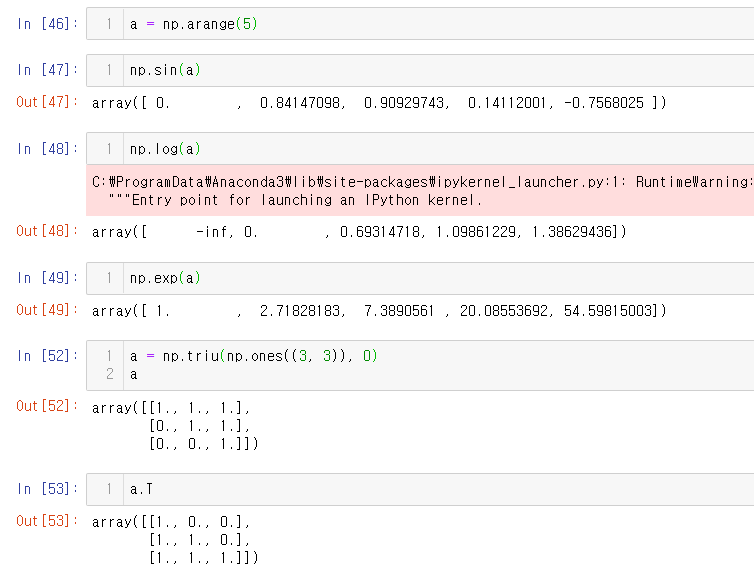 In [46]: 1 a = np.arange(5)
In [47]: 1 np.sin(a)
Out[47]: array([ 0.        ,  0.84147098,  0.90929743,  0.14112001, -0.7568025 ])
In [48]: 1 np.log(a)
C:₩ProgramData₩Anaconda3₩lib₩site-packages₩ipykernel_launcher.py:1: RuntimeWarning:
"""Entry point for launching an IPython kernel.
Out[48]: array([      -inf, 0.        , 0.69314718, 1.09861229, 1.38629436])
In [49]: 1 np.exp(a)
Out[49]: array([ 1.        ,  2.71828183,  7.3890561 , 20.08553692, 54.59815003])
In [52]: 1 a = np.triu(np.ones((3, 3)), 0)
2 a
Out[52]: array([[1., 1., 1.],
[0., 1., 1.],
[0., 0., 1.]])
In [53]: 1 a.T
Out[53]: array([[1., 0., 0.],
[1., 1., 0.],
[1., 1., 1.]])